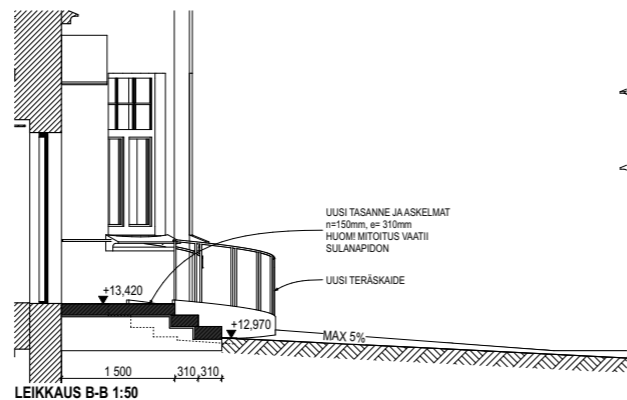 UUSI TASANNE JA ASKELMAT
n=150mm, e= 310mm
HUOM! MITOITUS VAATII
SULANAPIDON
UUSI TERÄSKAIDE
+13,420
+12,970
MAX 5%
1 500 310 310
LEIKKAUS B-B 1:50